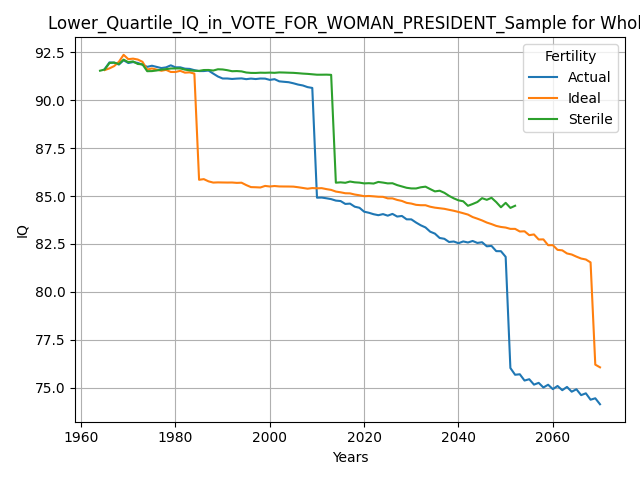 Lower_Quartile_IQ_in_VOTE_FOR_WOMAN_PRESIDENT_Sample for Whol
92.5
90.0
87.5
85.0
82.5
80.0
77.5
75.0
IQ
1960
1980
2000
2020
2040
2060
Years
Fertility
Actual
Ideal
Sterile